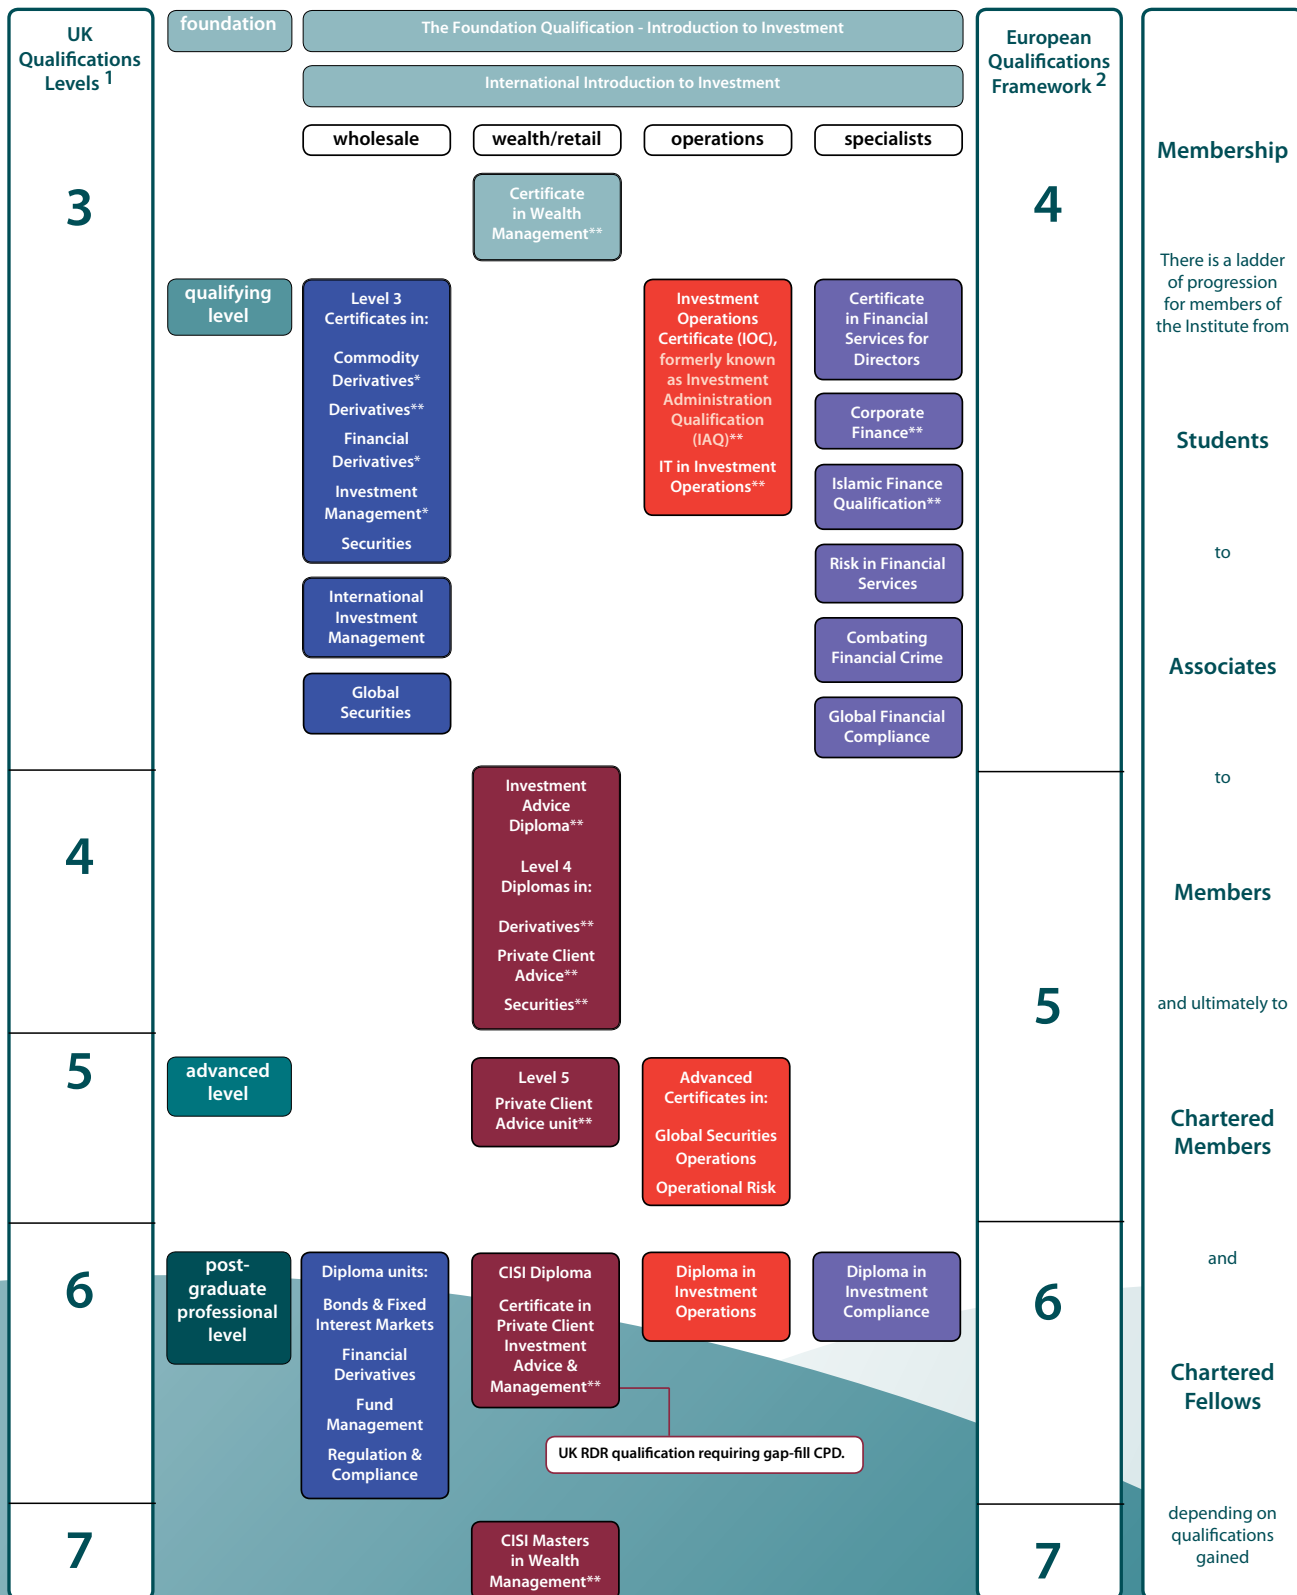 UK
Qualifications
Levels 1
3
4
5
6
7
foundation
The Foundation Qualification - Introduction to Investment
International Introduction to Investment
wholesale
wealth/retail
operations
specialists
Certificate
in Wealth
Management**
qualifying
level
Level 3
Certificates in:
Commodity
Derivatives*
Derivatives**
Financial
Derivatives*
Investment
Management*
Securities
International
Investment
Management
Global
Securities
Investment
Operations
Certificate (IOC),
formerly known
as Investment
Administration
Qualification
(IAQ)**
IT in Investment
Operations**
Certificate
in Financial
Services for
Directors
Corporate
Finance**
Islamic Finance
Qualification**
Risk in Financial
Services
Combating
Financial Crime
Global Financial
Compliance
Investment
Advice
Diploma**
Level 4
Diplomas in:
Derivatives**
Private Client
Advice**
Securities**
advanced
level
Level 5
Private Client
Advice unit**
Advanced
Certificates in:
Global Securities
Operations
Operational Risk
post-
graduate
professional
level
Diploma units:
Bonds & Fixed
Interest Markets
Financial
Derivatives
Fund
Management
Regulation &
Compliance
CISI Diploma
Certificate in
Private Client
Investment
Advice &
Management**
Diploma in
Investment
Operations
Diploma in
Investment
Compliance
UK RDR qualification requiring gap-fill CPD.
CISI Masters
in Wealth
Management**
European
Qualifications
Framework 2
4
5
6
7
Membership
There is a ladder
of progression
for members of
the Institute from
Students
to
Associates
to
Members
and ultimately to
Chartered
Members
and
Chartered
Fellows
depending on
qualifications
gained